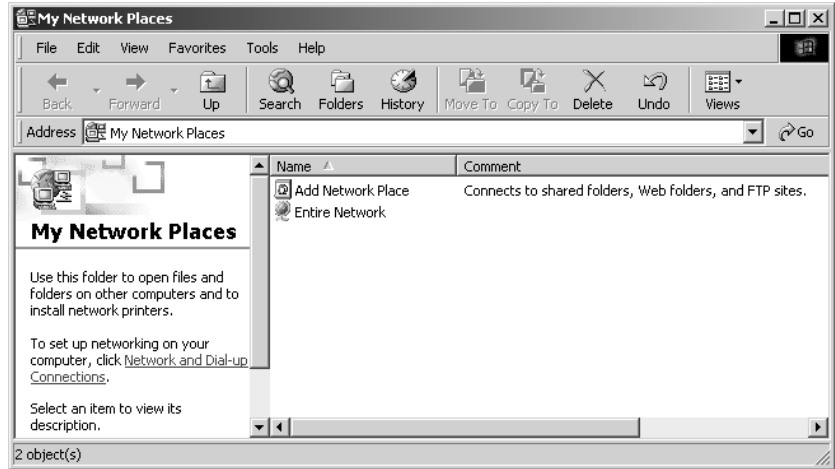 My Network Places
File Edit View Favorites Tools Help
Back Forward Up Search Folders History Move To Copy To Delete Undo Views
Address My Network Places Go
Name Comment
Add Network Place Connects to shared folders, Web folders, and FTP sites.
Entire Network
My Network Places
Use this folder to open files and
folders on other computers and to
install network printers.
To set up networking on your
computer, click Network and Dial-up
Connections.
Select an item to view its
description.
2 object(s)